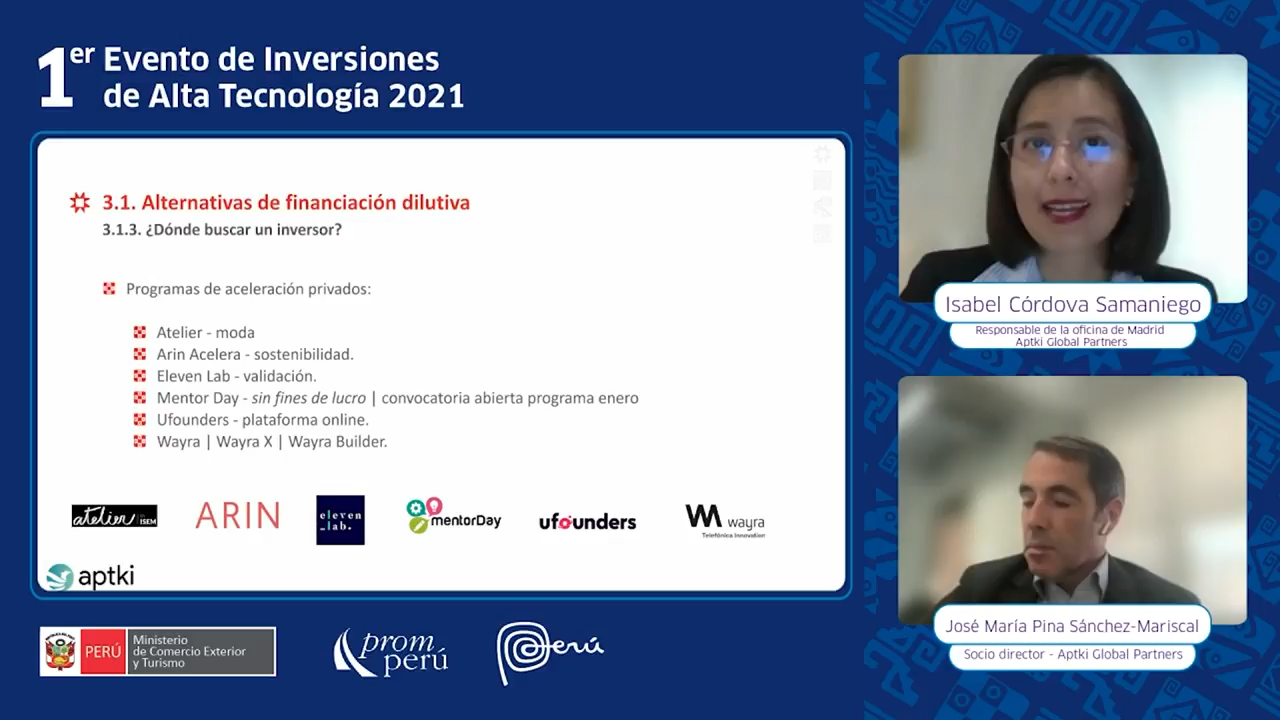 1er Evento de Inversiones
de Alta Tecnología 2021
3.1. Alternativas de financiación dilutiva
3.1.3. ¿Dónde buscar un inversor?
Programas de aceleración privados:
Atelier - moda
Arin Acelera - sostenibilidad.
Eleven Lab - validación.
Mentor Day - sin fines de lucro | convocatoria abierta programa enero
Ufounders - plataforma online.
Wayra | Wayra X | Wayra Builder.
atelier ISEM
ARIN
eleven
_lab.
mentorDay
ufounders
wayra
Telefónica Innovation
aptki
PERÚ
Ministerio
de Comercio Exterior
y Turismo
prom
perú
Perú
Isabel Córdova Samaniego
Responsable de la oficina de Madrid
Aptki Global Partners
José María Pina Sánchez-Mariscal
Socio director - Aptki Global Partners